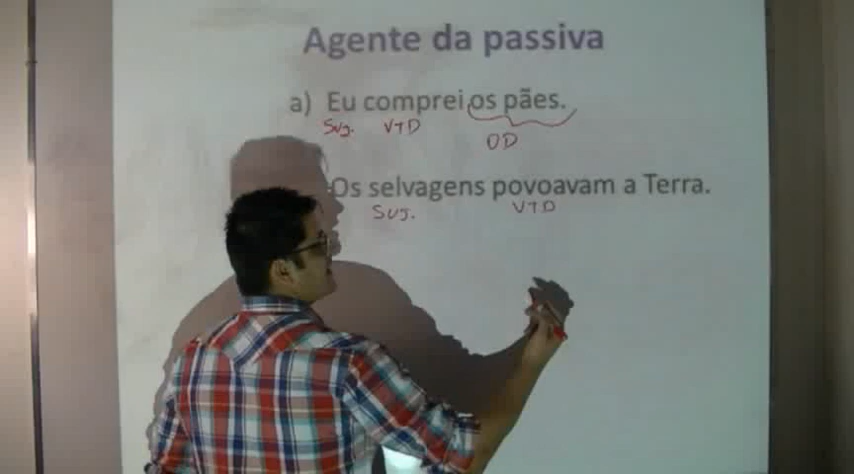 Agente da passiva
a) Eu comprei os pães.
Suj. VTD
OD
Os selvagens povoavam a Terra.
Suj. VTD